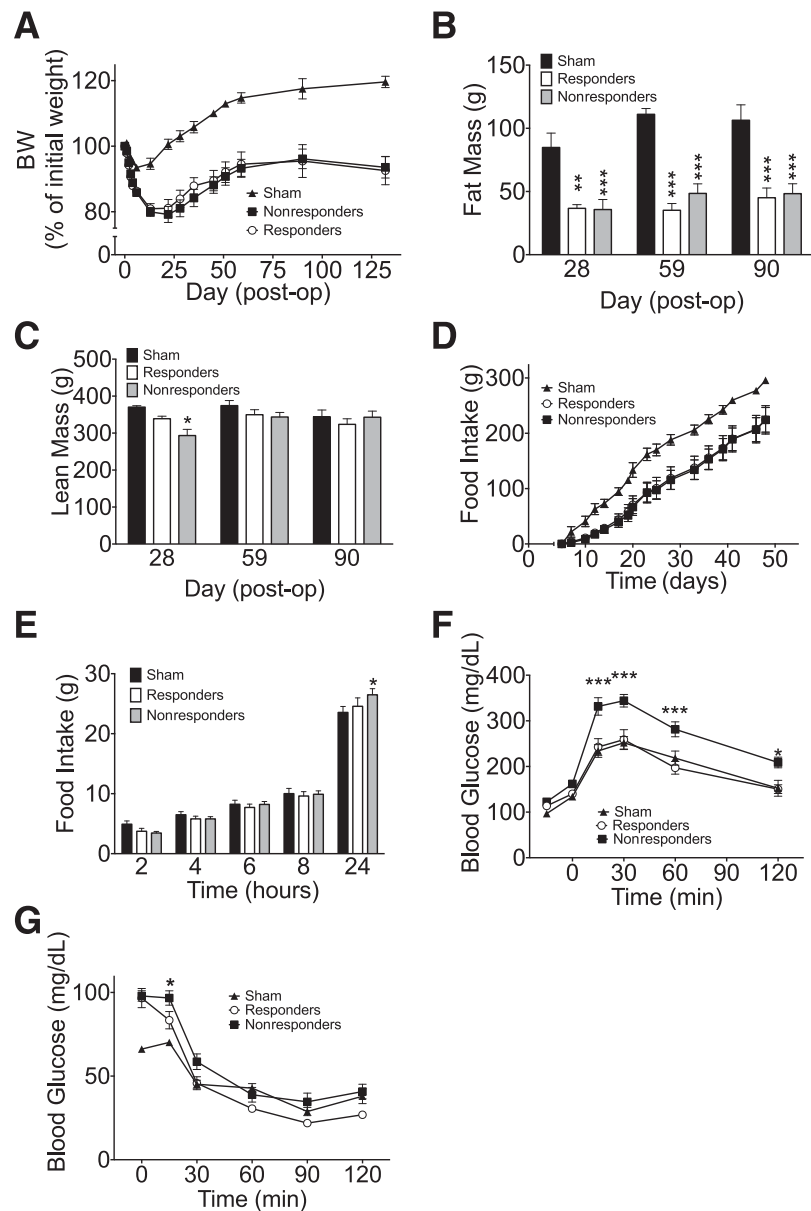 A
BW
(% of initial weight)
120
100
80
0
Sham
Nonresponders
Responders
0 25 50 75 100 125
Day (post-op)
B
Fat Mass (g)
150
100
50
0
Sham
Responders
Nonresponders
** *** *** *** *** ***
28 59 90
Day (post-op)
C
Lean Mass (g)
500
400
300
200
100
0
Sham
Responders
Nonresponders
*
28 59 90
Day (post-op)
D
Food Intake (g)
300
200
100
0
Sham
Responders
Nonresponders
0 10 20 30 40 50
Time (days)
E
Food Intake (g)
30
20
10
0
Sham
Responders
Nonresponders
*
2 4 6 8 24
Time (hours)
F
Blood Glucose (mg/dL)
400
300
200
100
0
*** *** *** *
Sham
Responders
Nonresponders
0 30 60 90 120
Time (min)
G
Blood Glucose (mg/dL)
100
50
0
*
Sham
Responders
Nonresponders
0 30 60 90 120
Time (min)